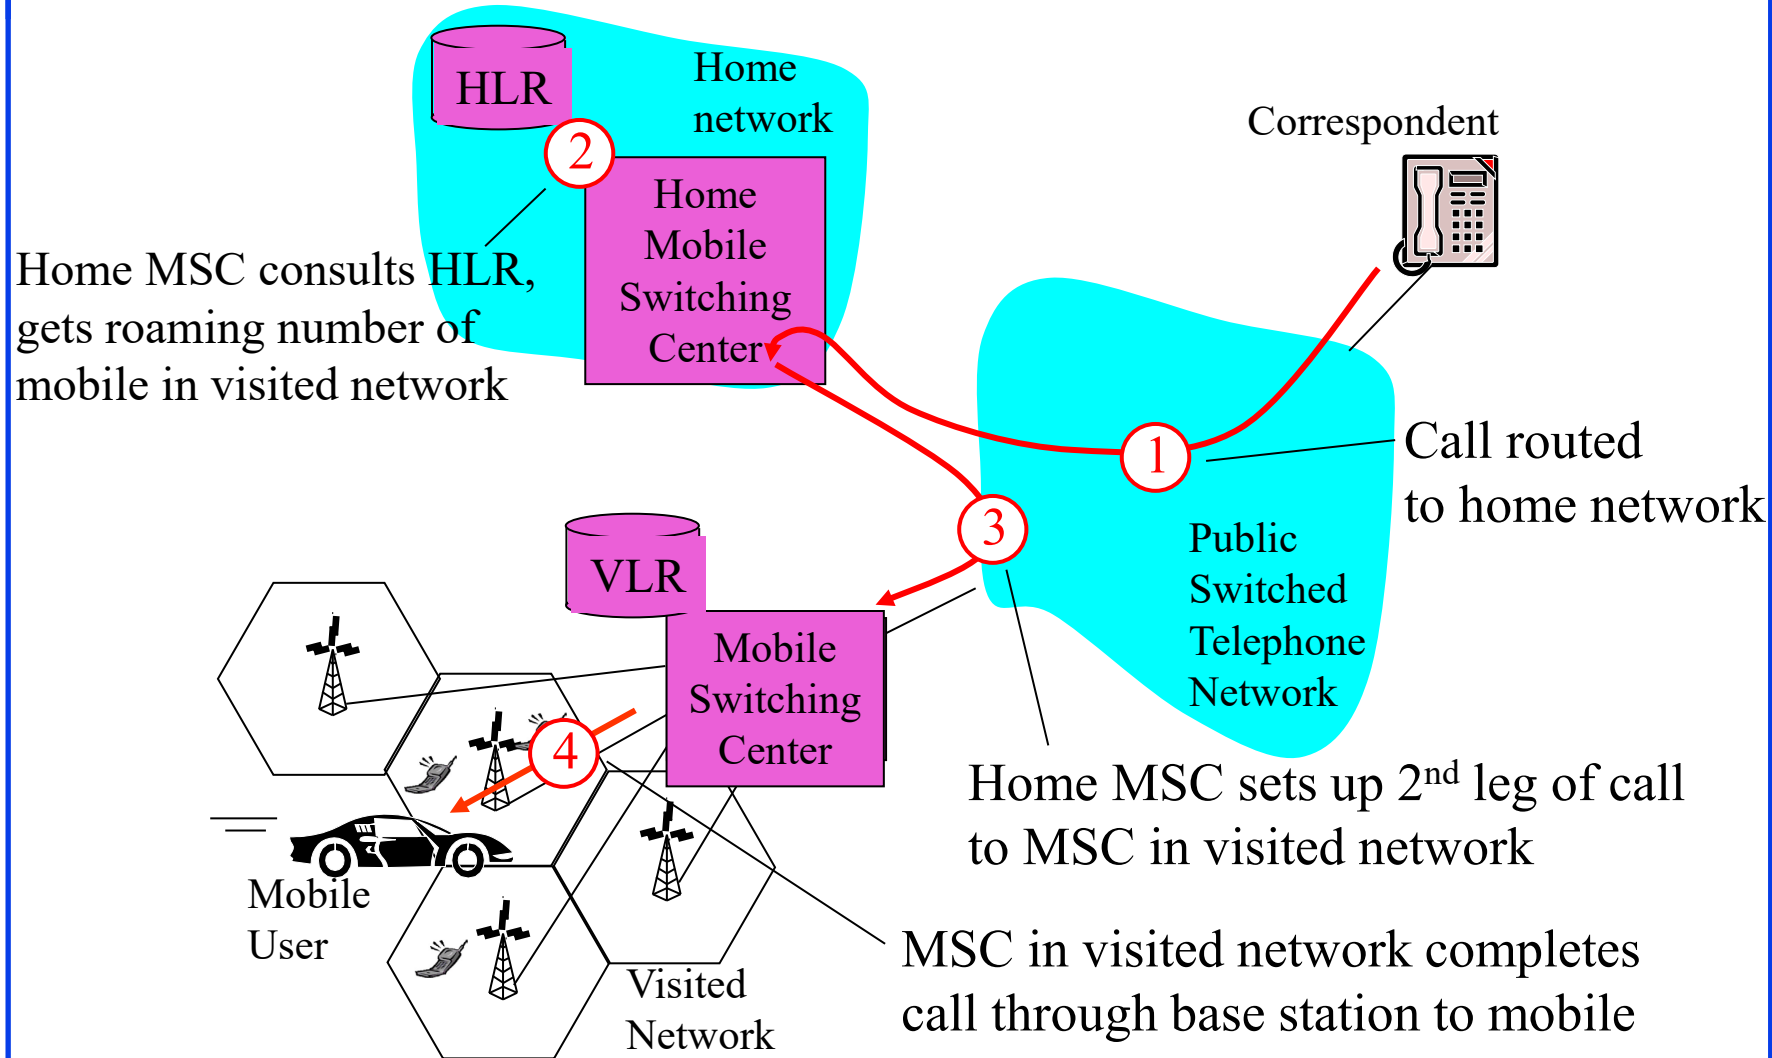 HLR
Home
network
Correspondent
2
Home
Mobile
Switching
Center
Home MSC consults HLR,
gets roaming number of
mobile in visited network
1
Call routed
to home network
3
Public
Switched
Telephone
Network
VLR
Mobile
Switching
Center
4
Home MSC sets up 2nd leg of call
to MSC in visited network
Mobile
User
MSC in visited network completes
call through base station to mobile
Visited
Network